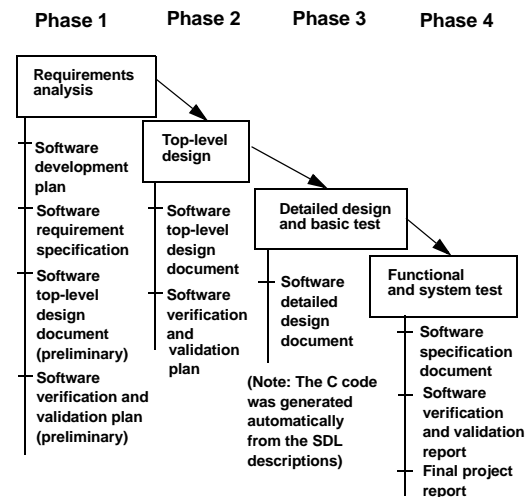 Phase 1
Phase 2
Phase 3
Phase 4
Requirements
analysis
Software
development
plan
Software
requirement
specification
Software
top-level
design
document
(preliminary)
Software
verification and
validation plan
(preliminary)
Top-level
design
Software
top-level
design
document
Software
verification
and
validation
plan
Detailed design
and basic test
Software
detailed
design
document
(Note: The C code
was generated
automatically
from the SDL
descriptions)
Functional
and system test
Software
specification
document
Software
verification
and validation
report
Final project
report